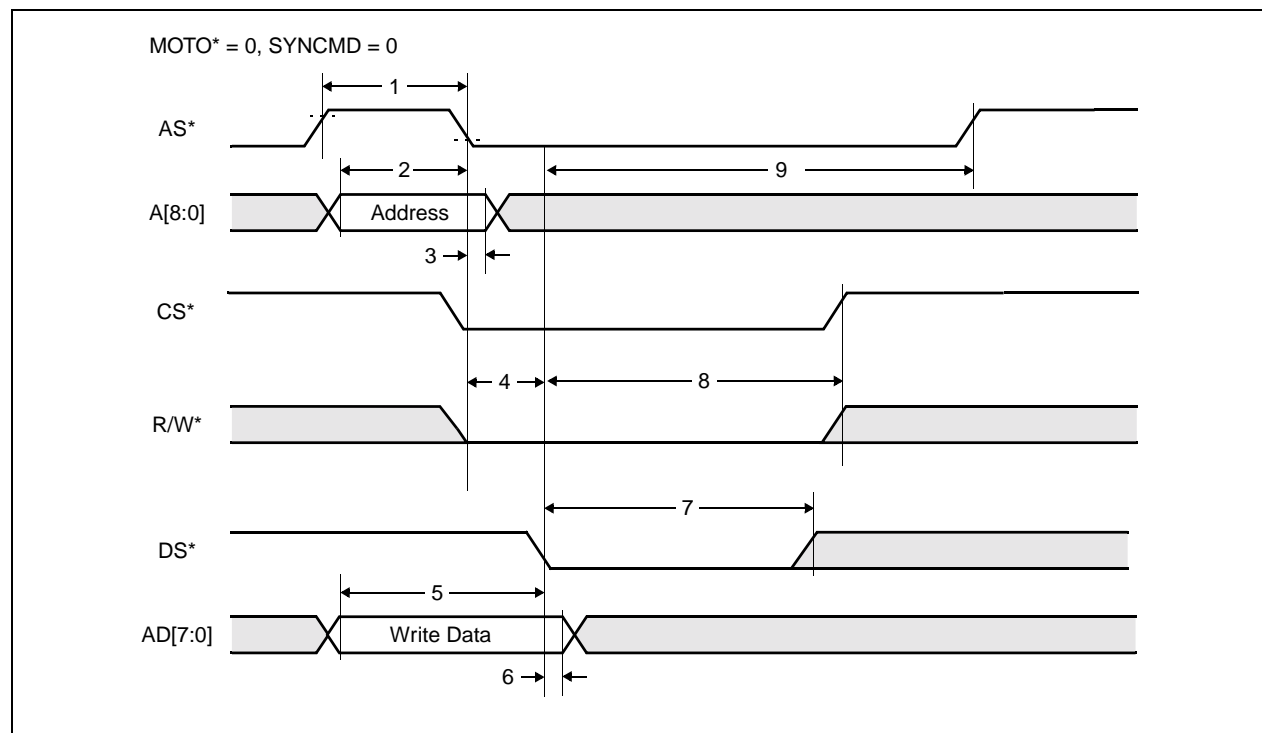 MOTO* = 0, SYNCMD = 0
1
AS*
2
9
A[8:0]
Address
3
CS*
4
8
R/W*
7
DS*
5
AD[7:0]
Write Data
6